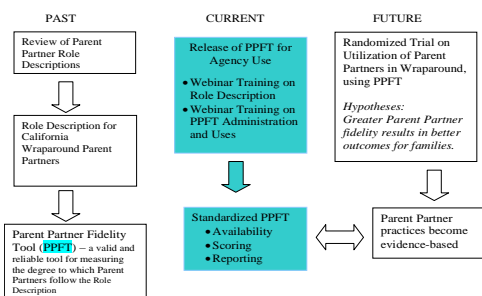 PAST
Review of Parent
Partner Role
Descriptions
Role Description for
California
Wraparound Parent
Partners
Parent Partner Fidelity
Tool (PPFT) – a valid and
reliable tool for measuring
the degree to which Parent
Partners follow the Role
Description
CURRENT
Release of PPFT for
Agency Use
• Webinar Training on
Role Description
• Webinar Training on
PPFT Administration
and Uses
Standardized PPFT
• Availability
• Scoring
• Reporting
FUTURE
Randomized Trial on
Utilization of Parent
Partners in Wraparound,
using PPFT
Hypotheses:
Greater Parent Partner
fidelity results in better
outcomes for families.
Parent Partner
practices become
evidence-based